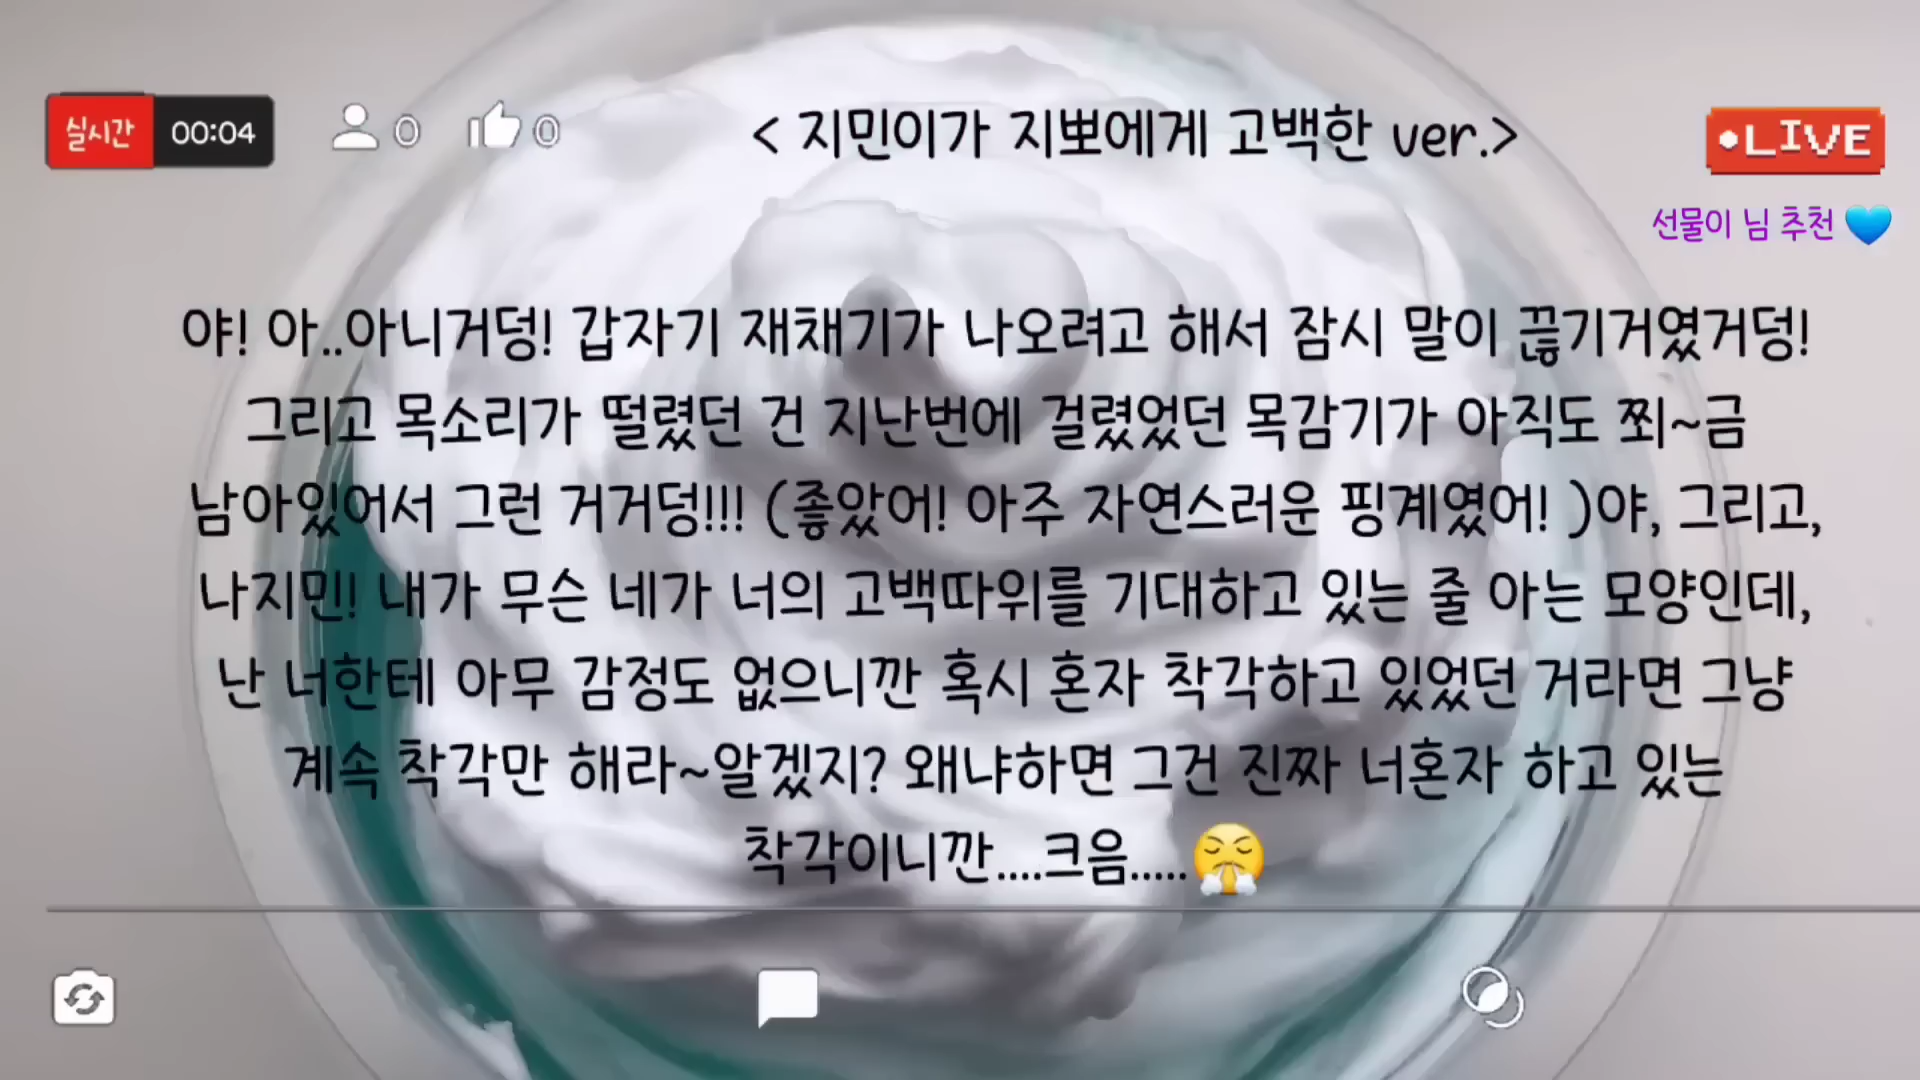 실시간 00:04 0 0 < 지민이가 지뽀에게 고백한 ver.> •LIVE
선물이 님 추천 💙
야! 아..아니거덩! 갑자기 재채기가 나오려고 해서 잠시 말이 끊기거였거덩!
그리고 목소리가 떨렸던 건 지난번에 걸렸었던 목감기가 아직도 쬐~금
남아있어서 그런 거거덩!!! (좋았어! 아주 자연스러운 핑계였어! )야, 그리고,
나지민! 내가 무슨 네가 너의 고백따위를 기대하고 있는 줄 아는 모양인데,
난 너한테 아무 감정도 없으니깐 혹시 혼자 착각하고 있었던 거라면 그냥
계속 착각만 해라~알겠지? 왜냐하면 그건 진짜 너혼자 하고 있는
착각이니깐....크음.....😤